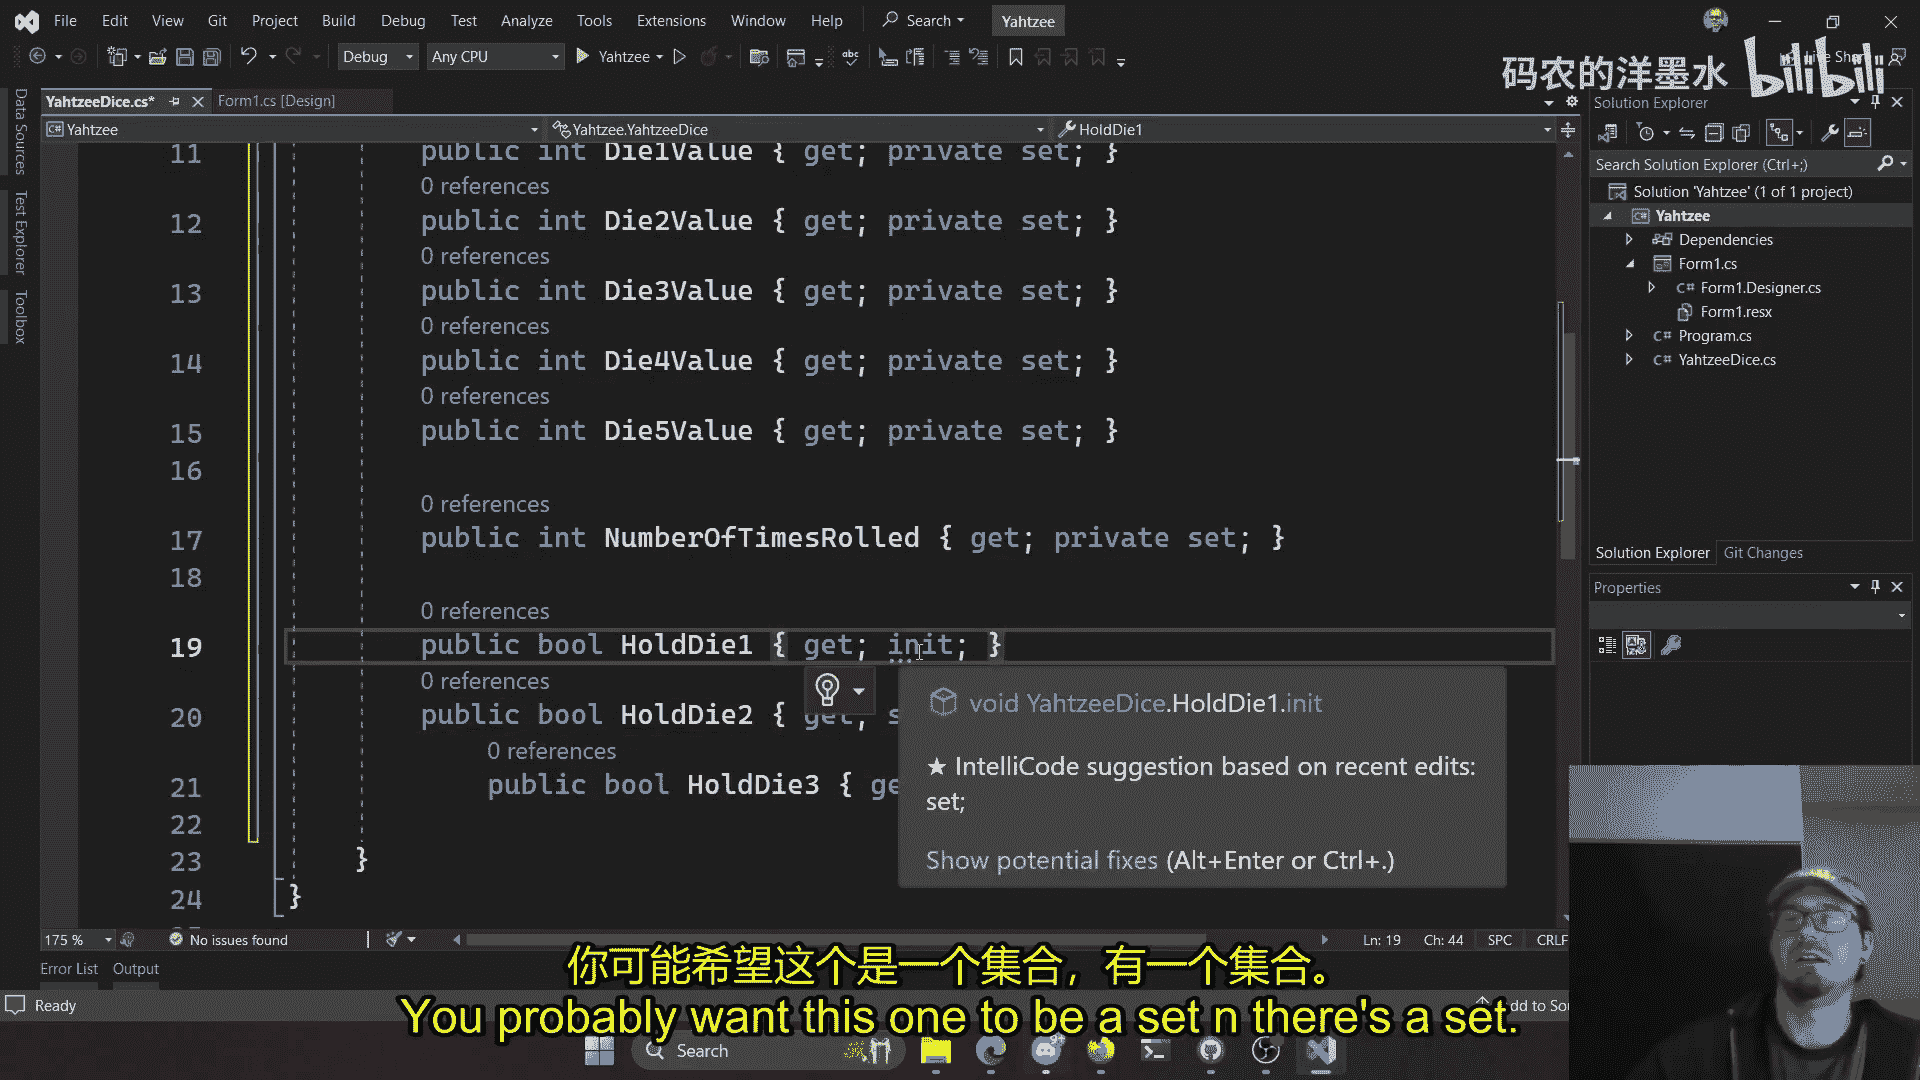 File Edit View Git Project Build Debug Test Analyze Tools Extensions Window Help Search Yahtzee
Debug Any CPU Yahtzee
码农的洋墨水 bilibili
YahtzeeDice.cs* Form1.cs [Design]
Yahtzee Yahtzee.YahtzeeDice HoldDie1
Data Sources
Test Explorer
Toolbox
11 public int Die1Value { get; private set; }
0 references
12 public int Die2Value { get; private set; }
0 references
13 public int Die3Value { get; private set; }
0 references
14 public int Die4Value { get; private set; }
0 references
15 public int Die5Value { get; private set; }
16
0 references
17 public int NumberOfTimesRolled { get; private set; }
18
0 references
19 public bool HoldDie1 { get; init; }
0 references
20 public bool HoldDie2 { get; s
0 references
21 public bool HoldDie3 { ge
22
23 }
24 }
void YahtzeeDice.HoldDie1.init
★ IntelliCode suggestion based on recent edits:
set;
Show potential fixes (Alt+Enter or Ctrl+.)
175 % No issues found Ln: 19 Ch: 44 SPC CRLF
Error List Output
Ready
Solution Explorer
Search Solution Explorer (Ctrl+;)
Solution 'Yahtzee' (1 of 1 project)
Yahtzee
Dependencies
Form1.cs
Form1.Designer.cs
Form1.resx
Program.cs
YahtzeeDice.cs
Solution Explorer Git Changes
Properties
你可能希望这个是一个集合，有一个集合。
You probably want this one to be a set n there's a set.
Search